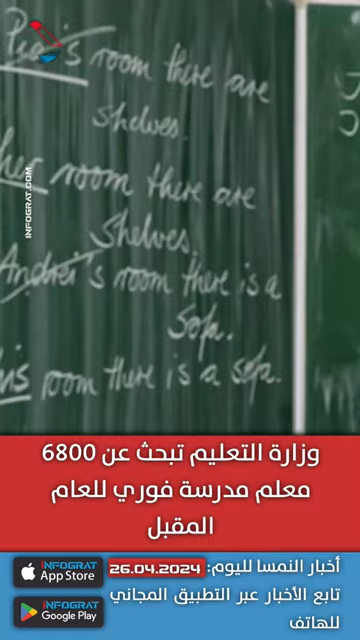 Pia's room there are
shelves.
Her room there are
Shelves.
Andrei's room there is a
Sofa.
His room there is a sofa.
INFOGRAT.COM
وزارة التعليم تبحث عن 6800
معلم مدرسة فوري للعام
المقبل
أخبار النمسا لليوم: 26.04.2024
تابع الأخبار عبر التطبيق المجاني
للهاتف
INFOGRAT
App Store
INFOGRAT
Google Play